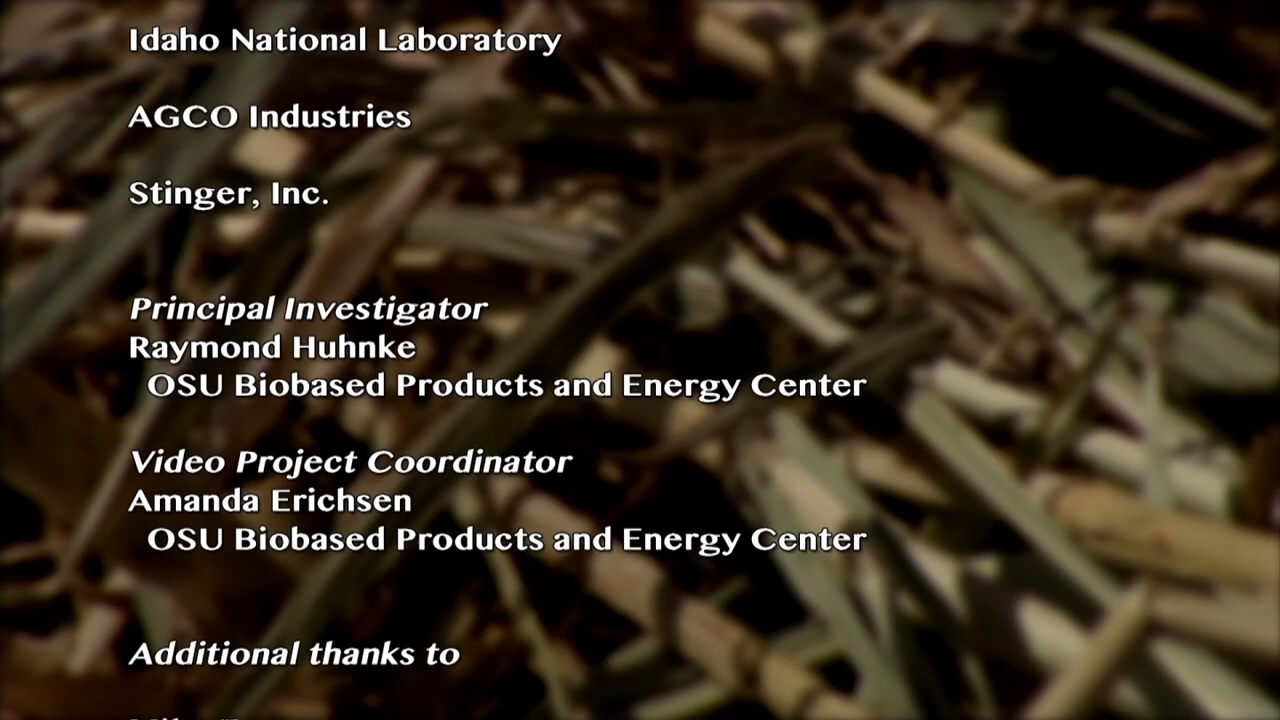 Idaho National Laboratory
AGCO Industries
Stinger, Inc.
Principal Investigator
Raymond Huhnke
OSU Biobased Products and Energy Center
Video Project Coordinator
Amanda Erichsen
OSU Biobased Products and Energy Center
Additional thanks to